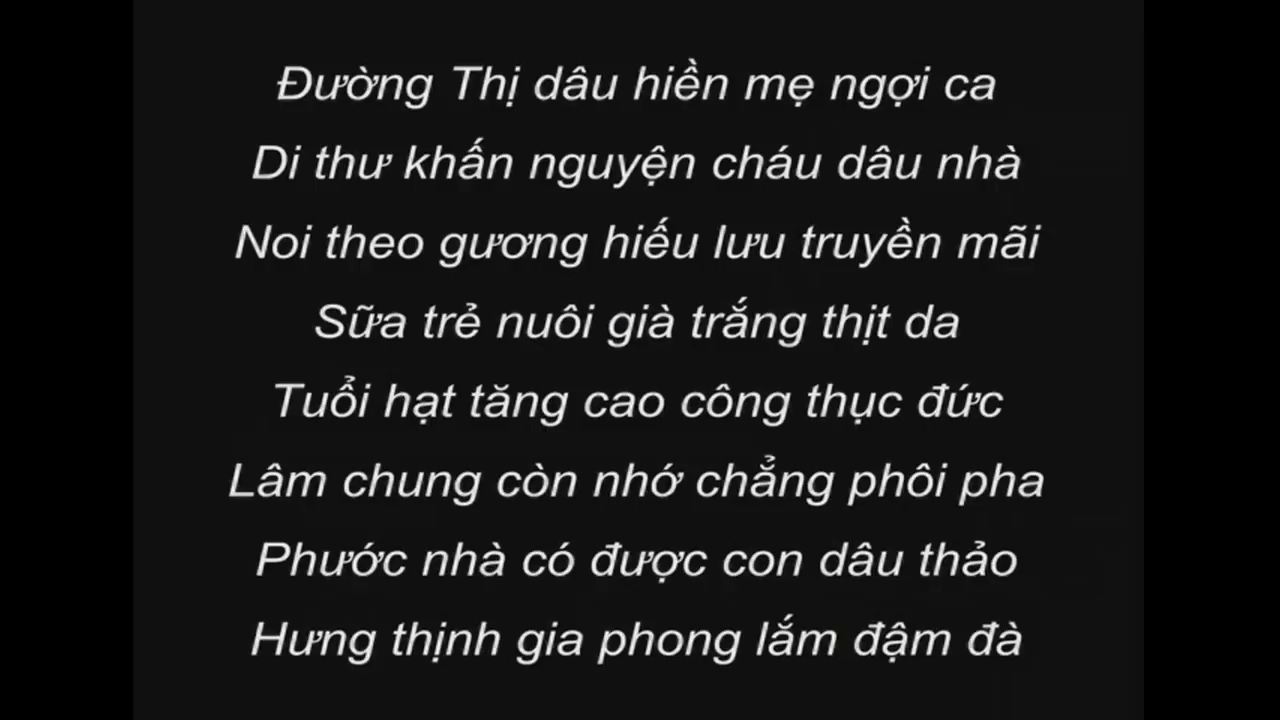 Đường Thị dâu hiền mẹ ngợi ca
Di thư khấn nguyện cháu dâu nhà
Noi theo gương hiếu lưu truyền mãi
Sữa trẻ nuôi già trắng thịt da
Tuổi hạt tăng cao công thục đức
Lâm chung còn nhớ chẳng phôi pha
Phước nhà có được con dâu thảo
Hưng thịnh gia phong lắm đậm đà